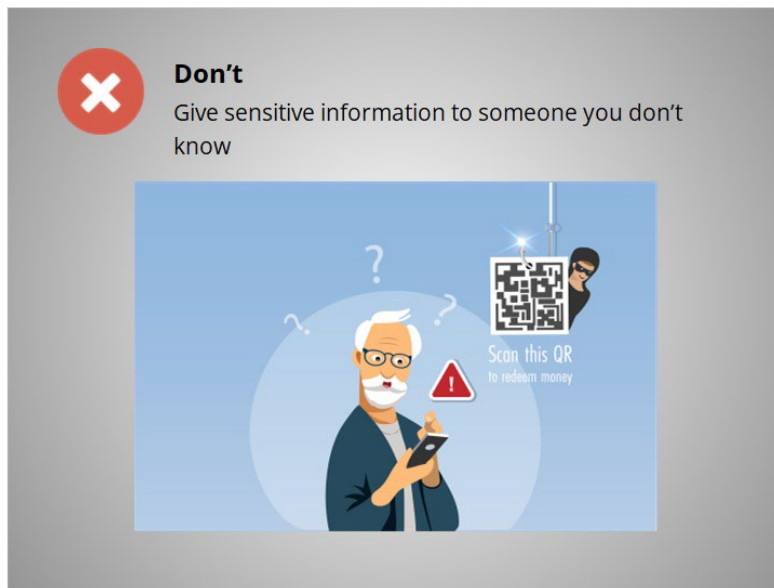 Don’t
Give sensitive information to someone you don’t
know
Scan this QR
to redeem money